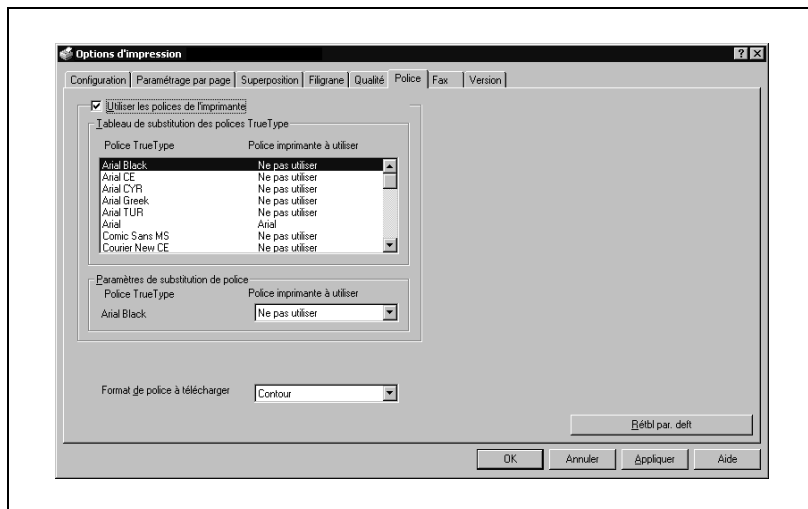 Options d'impression
Configuration Paramétrage par page Superposition Filigrane Qualité Police Fax Version
Utiliser les polices de l'imprimante
Tableau de substitution des polices TrueType
Police TrueType Police imprimante à utiliser
Arial Black Ne pas utiliser
Arial CE Ne pas utiliser
Arial CYR Ne pas utiliser
Arial Greek Ne pas utiliser
Arial TUR Ne pas utiliser
Arial Arial
Comic Sans MS Ne pas utiliser
Courier New CE Ne pas utiliser
Paramètres de substitution de police
Police TrueType Police imprimante à utiliser
Arial Black Ne pas utiliser
Format de police à télécharger Contour
Rétbl par. deft
OK Annuler Appliquer Aide